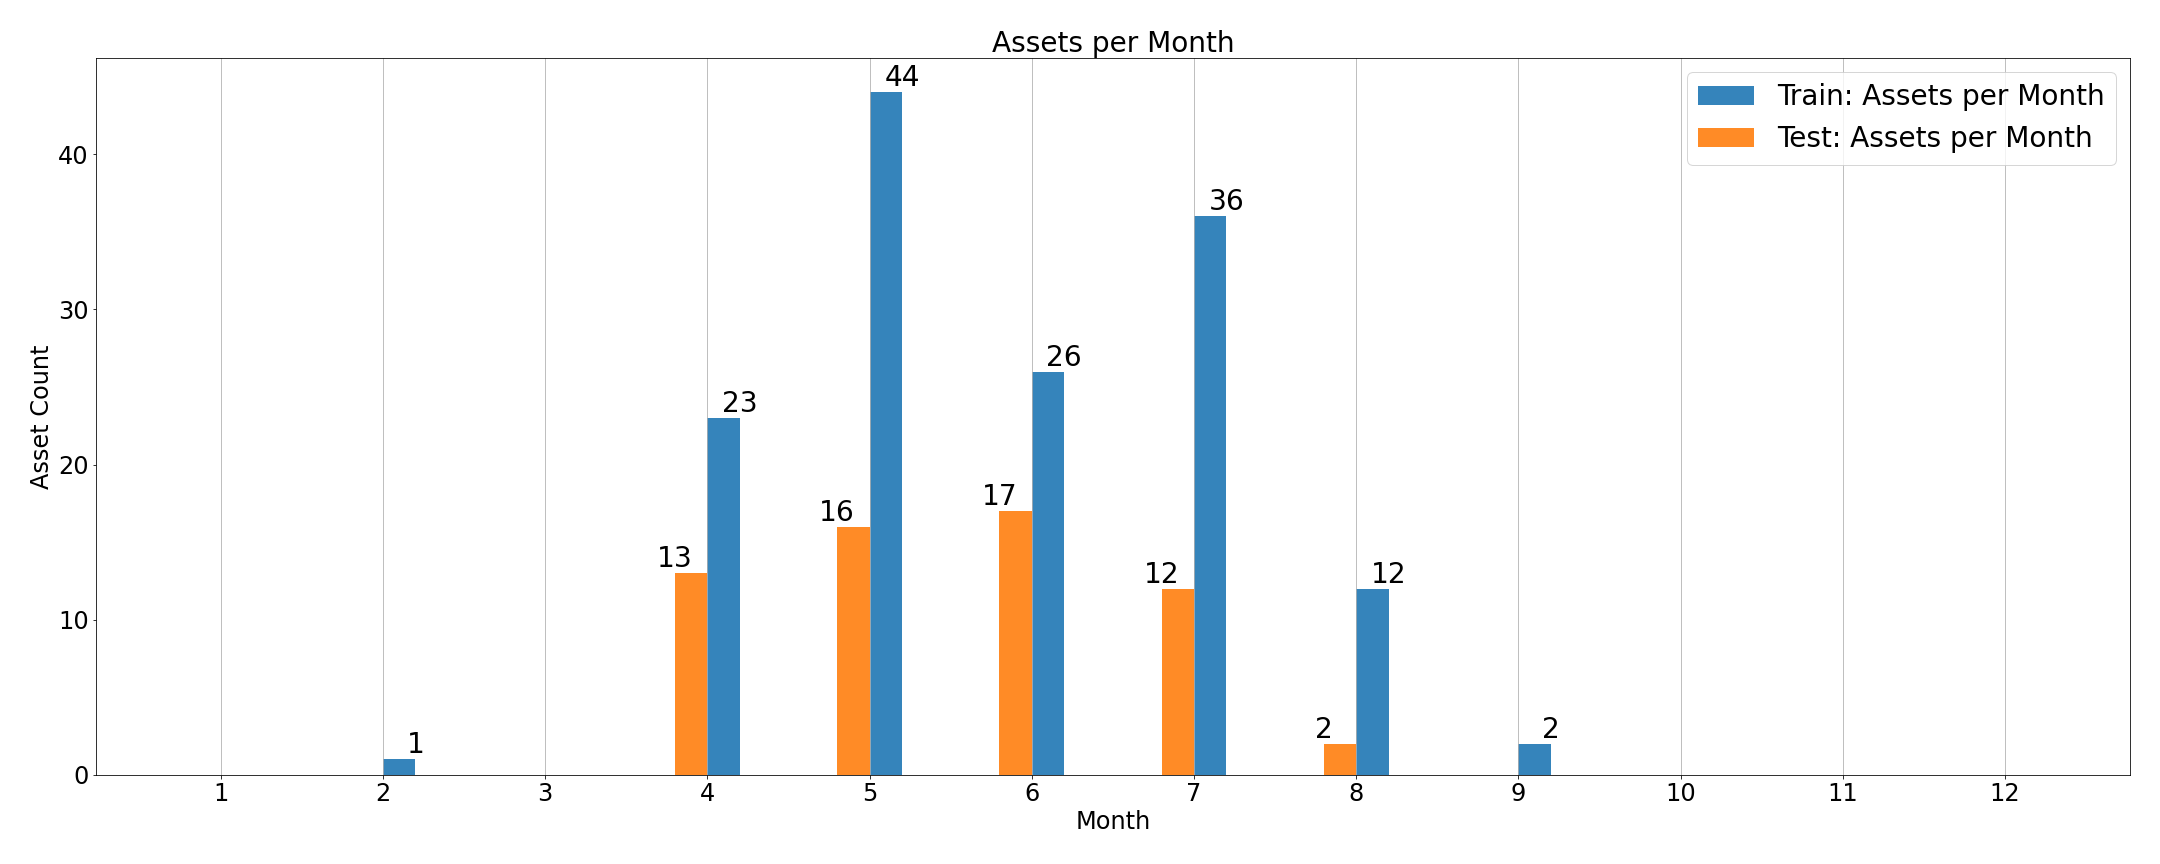 Assets per Month
Train: Assets per Month
Test: Assets per Month
Asset Count
40
30
20
10
0
1
13
23
16
44
17
26
12
36
2
12
2
1 2 3 4 5 6 7 8 9 10 11 12
Month